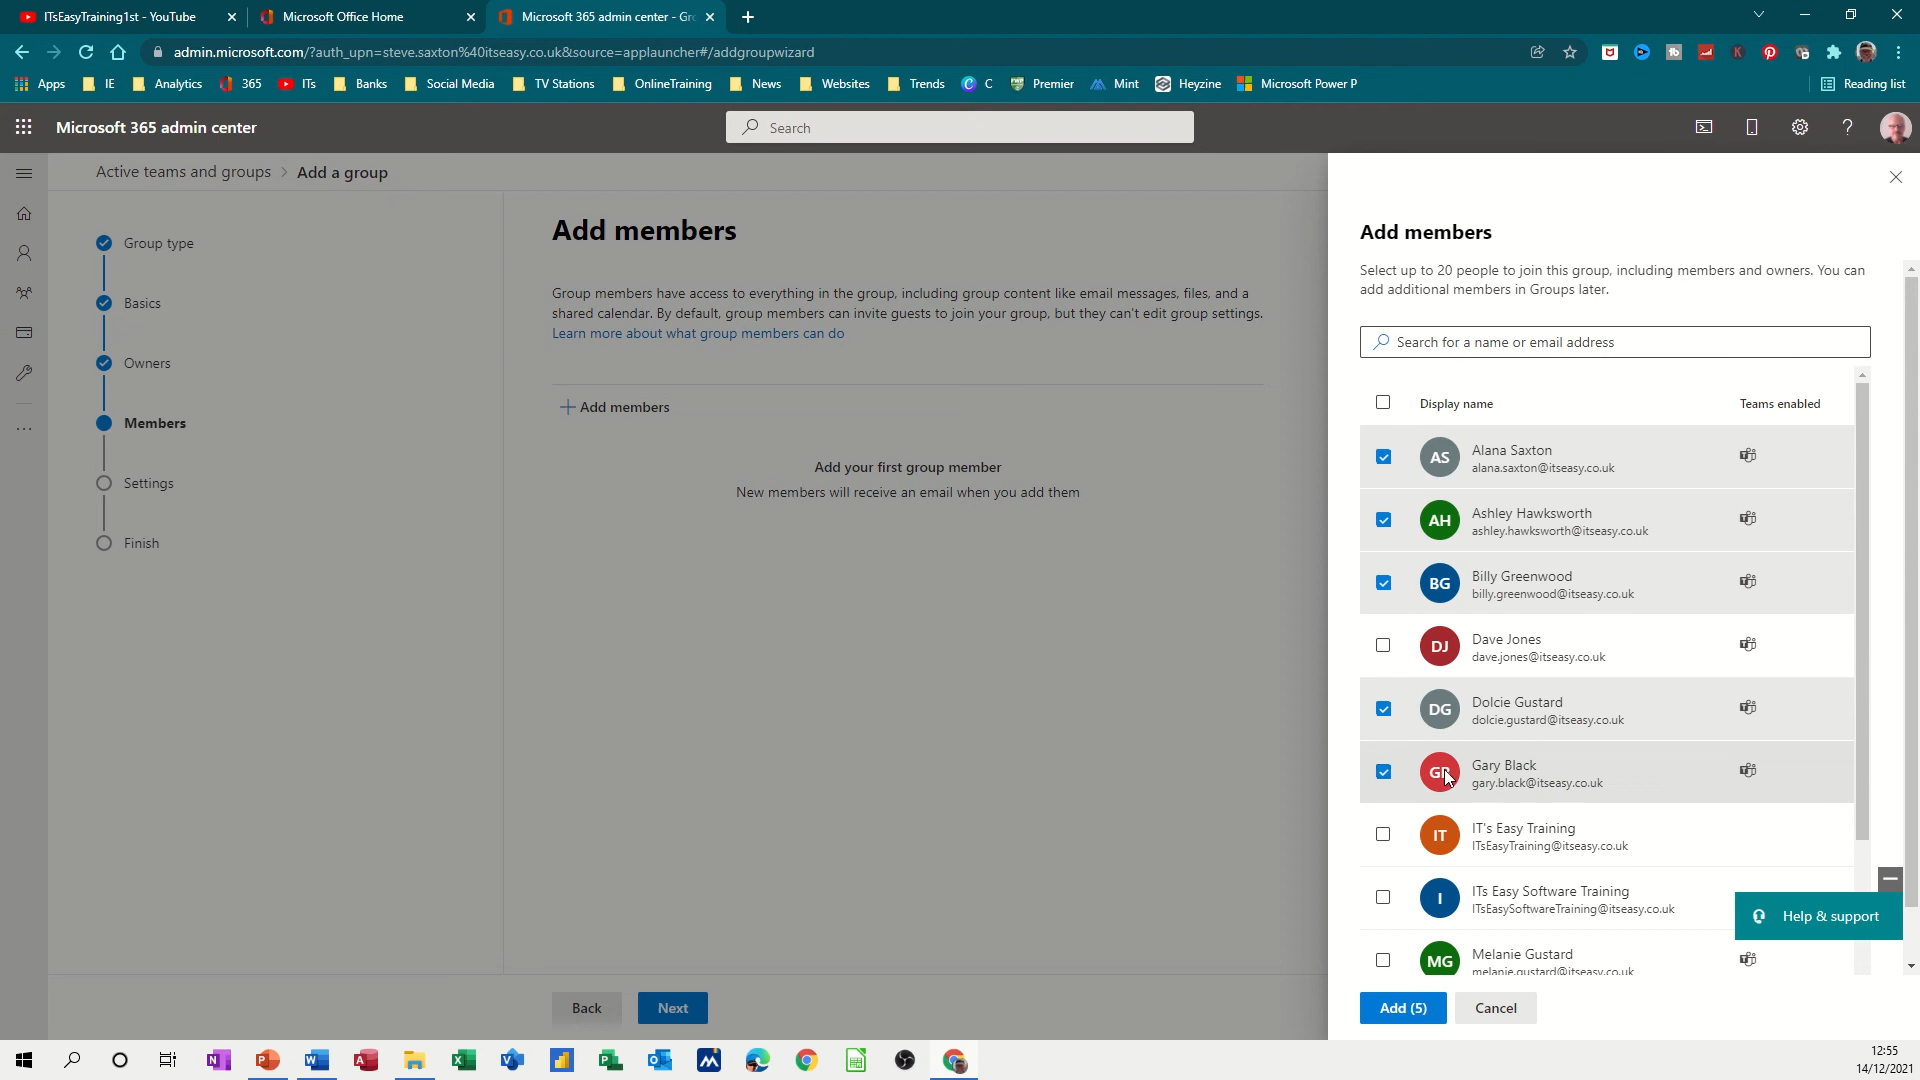 ITsEasyTraining1st - YouTube
Microsoft Office Home
Microsoft 365 admin center - Gr
admin.microsoft.com/?auth_upn=steve.saxton%40itseasy.co.uk&source=applauncher#/addgroupwizard
Apps
IE
Analytics
365
ITs
Banks
Social Media
TV Stations
OnlineTraining
News
Websites
Trends
C
Premier
Mint
Heyzine
Microsoft Power P
Reading list
Microsoft 365 admin center
Search
Active teams and groups > Add a group
Group type
Basics
Owners
Members
Settings
Finish
Add members
Group members have access to everything in the group, including group content like email messages, files, and a
shared calendar. By default, group members can invite guests to join your group, but they can't edit group settings.
Learn more about what group members can do
Add members
Add your first group member
New members will receive an email when you add them
Back
Next
Add members
Select up to 20 people to join this group, including members and owners. You can
add additional members in Groups later.
Search for a name or email address
Display name
Teams enabled
AS
Alana Saxton
alana.saxton@itseasy.co.uk
AH
Ashley Hawksworth
ashley.hawksworth@itseasy.co.uk
BG
Billy Greenwood
billy.greenwood@itseasy.co.uk
DJ
Dave Jones
dave.jones@itseasy.co.uk
DG
Dolcie Gustard
dolcie.gustard@itseasy.co.uk
Gary Black
gary.black@itseasy.co.uk
IT
IT's Easy Training
ITsEasyTraining@itseasy.co.uk
I
ITs Easy Software Training
ITsEasySoftwareTraining@itseasy.co.uk
MG
Melanie Gustard
melanie.gustard@itseasy.co.uk
Help & support
Add (5)
Cancel
12:55
14/12/2021